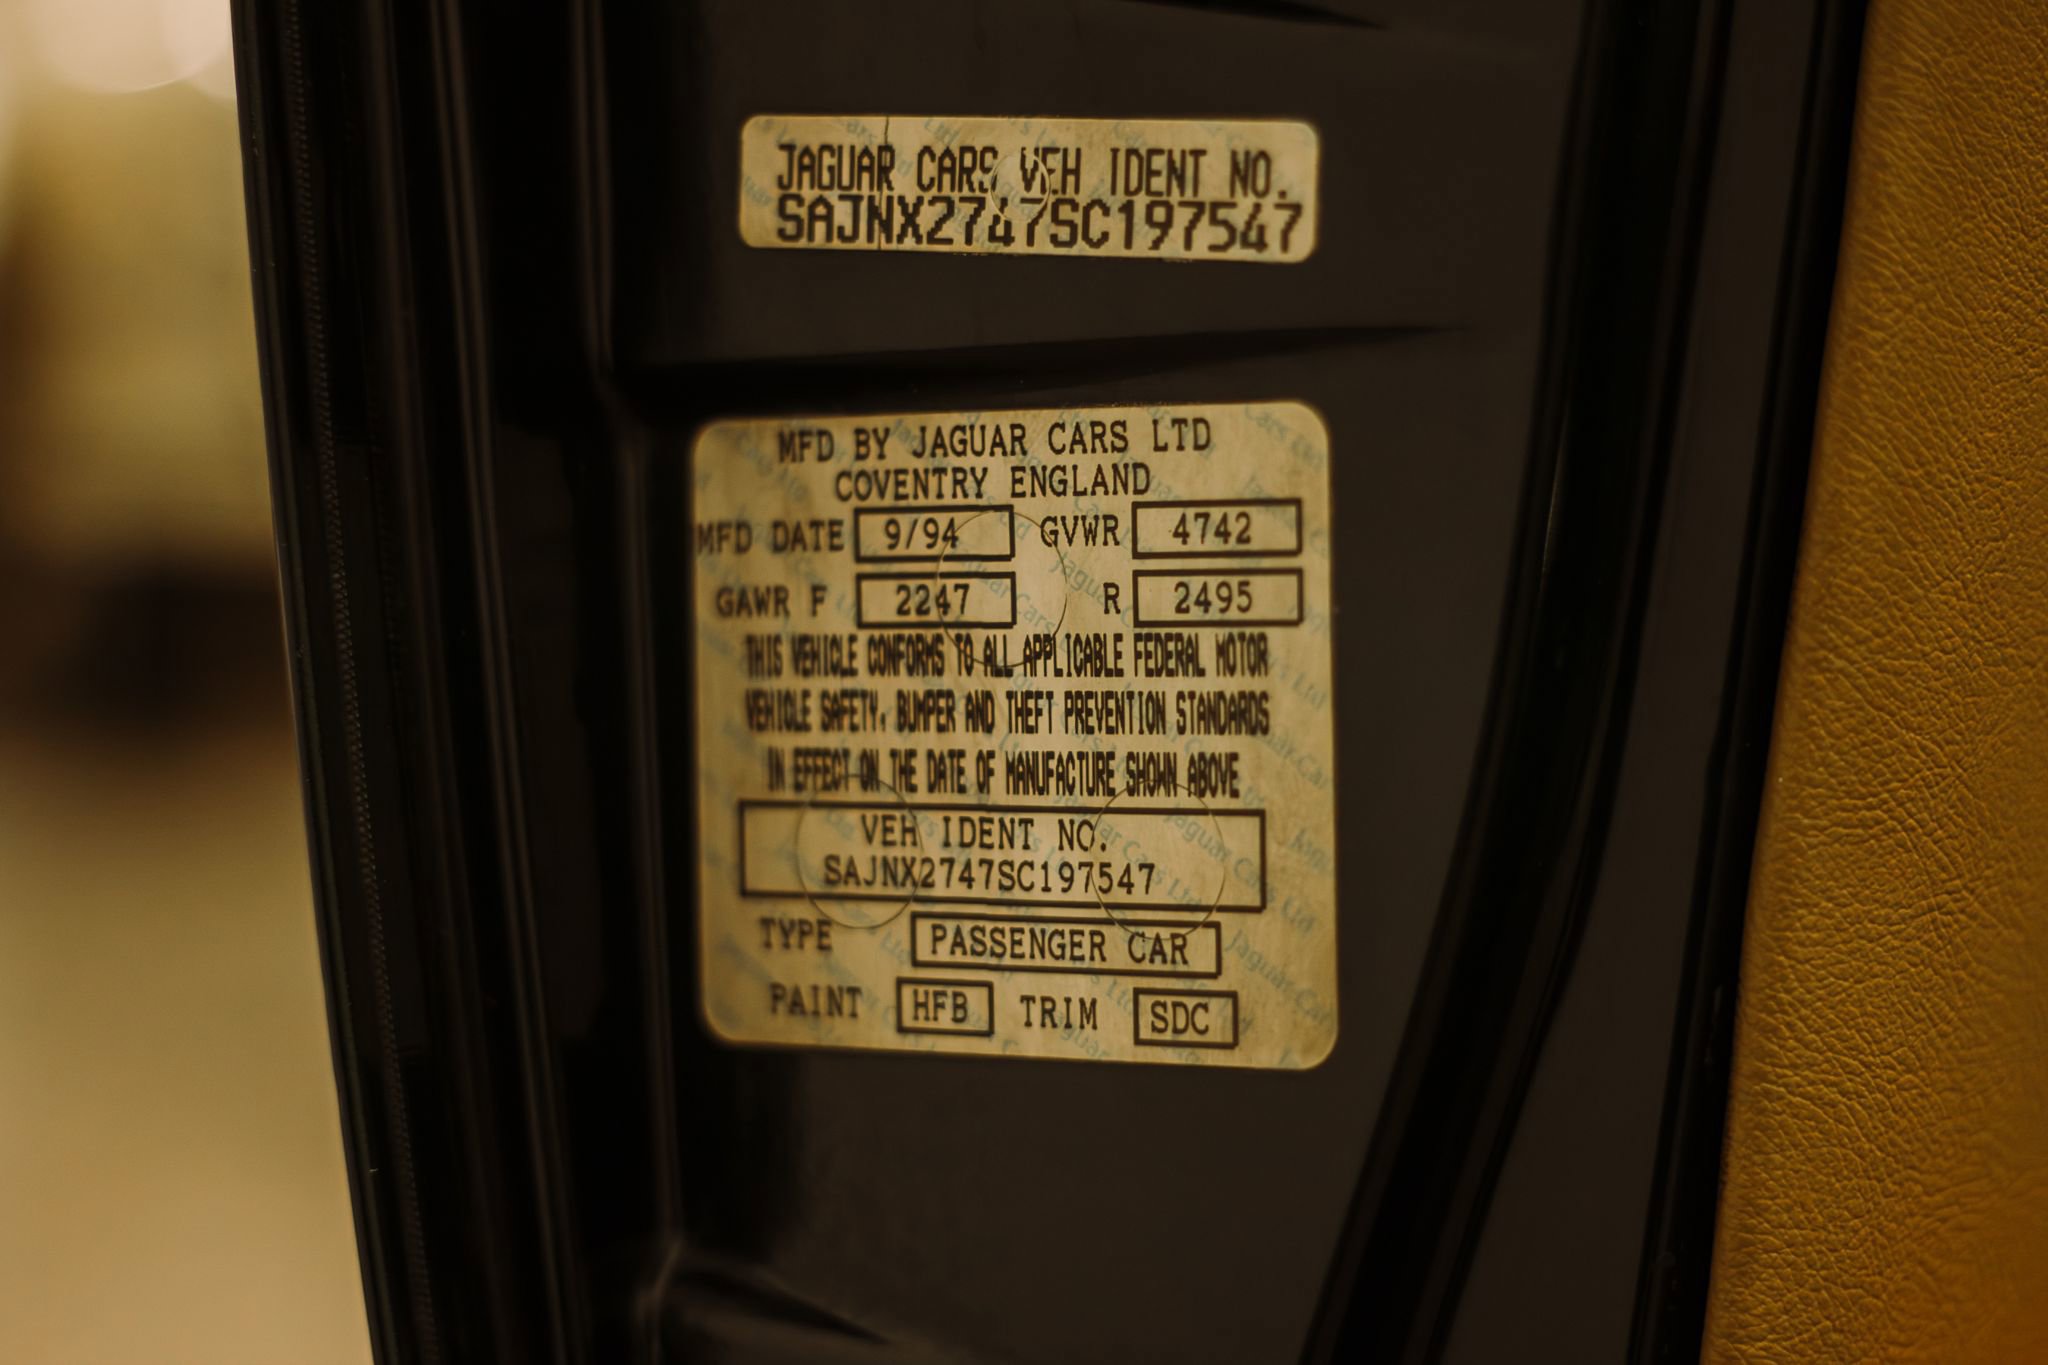 JAGUAR CARS VEH IDENT NO.
SAJNX2747SC197547
MFD BY JAGUAR CARS LTD
COVENTRY ENGLAND
MFD DATE 9/94 GVWR 4742
GAWR F 2247 R 2495
THIS VEHICLE CONFORMS TO ALL APPLICABLE FEDERAL MOTOR
VEHICLE SAFETY, BUMPER AND THEFT PREVENTION STANDARDS
IN EFFECT ON THE DATE OF MANUFACTURE SHOWN ABOVE
VEH IDENT NO.
SAJNX2747SC197547
TYPE PASSENGER CAR
PAINT HFB TRIM SDC